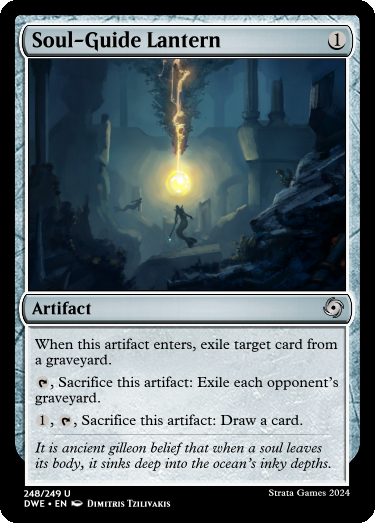 Soul-Guide Lantern 1
Artifact
When this artifact enters, exile target card from
a graveyard.
, Sacrifice this artifact: Exile each opponent's
graveyard.
1, , Sacrifice this artifact: Draw a card.
It is ancient gilleon belief that when a soul leaves
its body, it sinks deep into the ocean's inky depths.
248/249 U
DWE • EN Dimitris Tzilivakis
Strata Games 2024